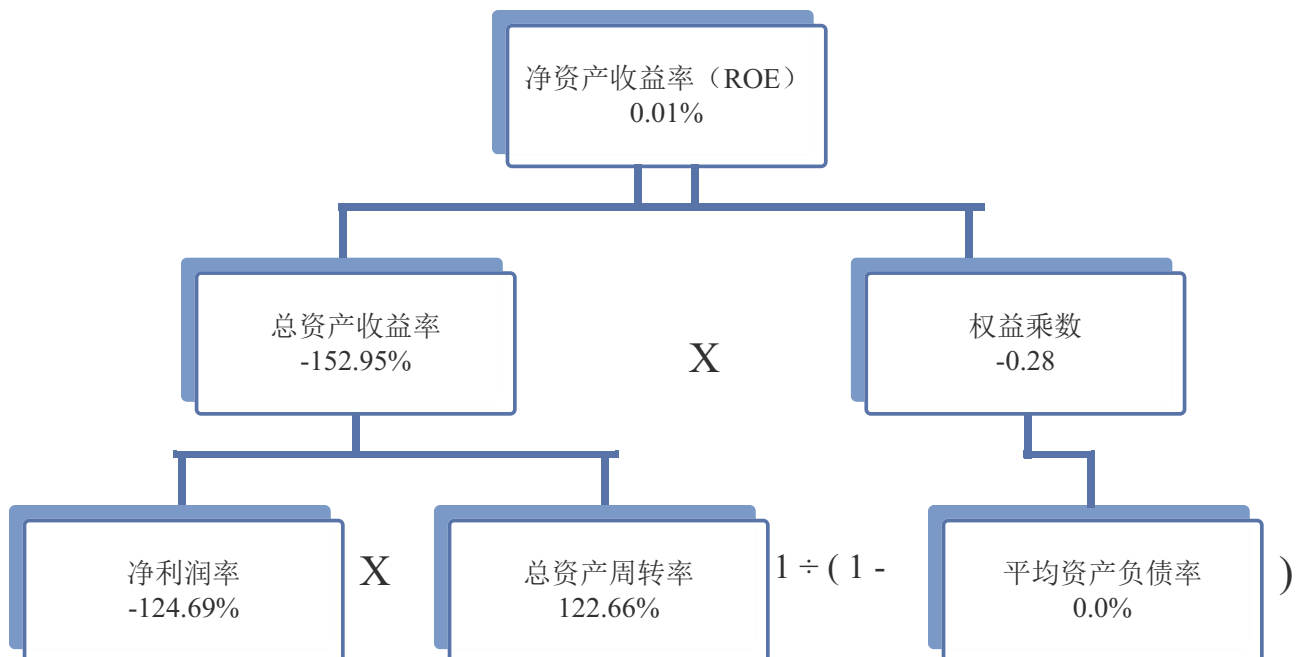 净资产收益率（ROE）
0.01%
总资产收益率
-152.95%
X
权益乘数
-0.28
净利润率
-124.69%
X
总资产周转率
122.66%
1 ÷ ( 1 -
平均资产负债率
0.0%
)